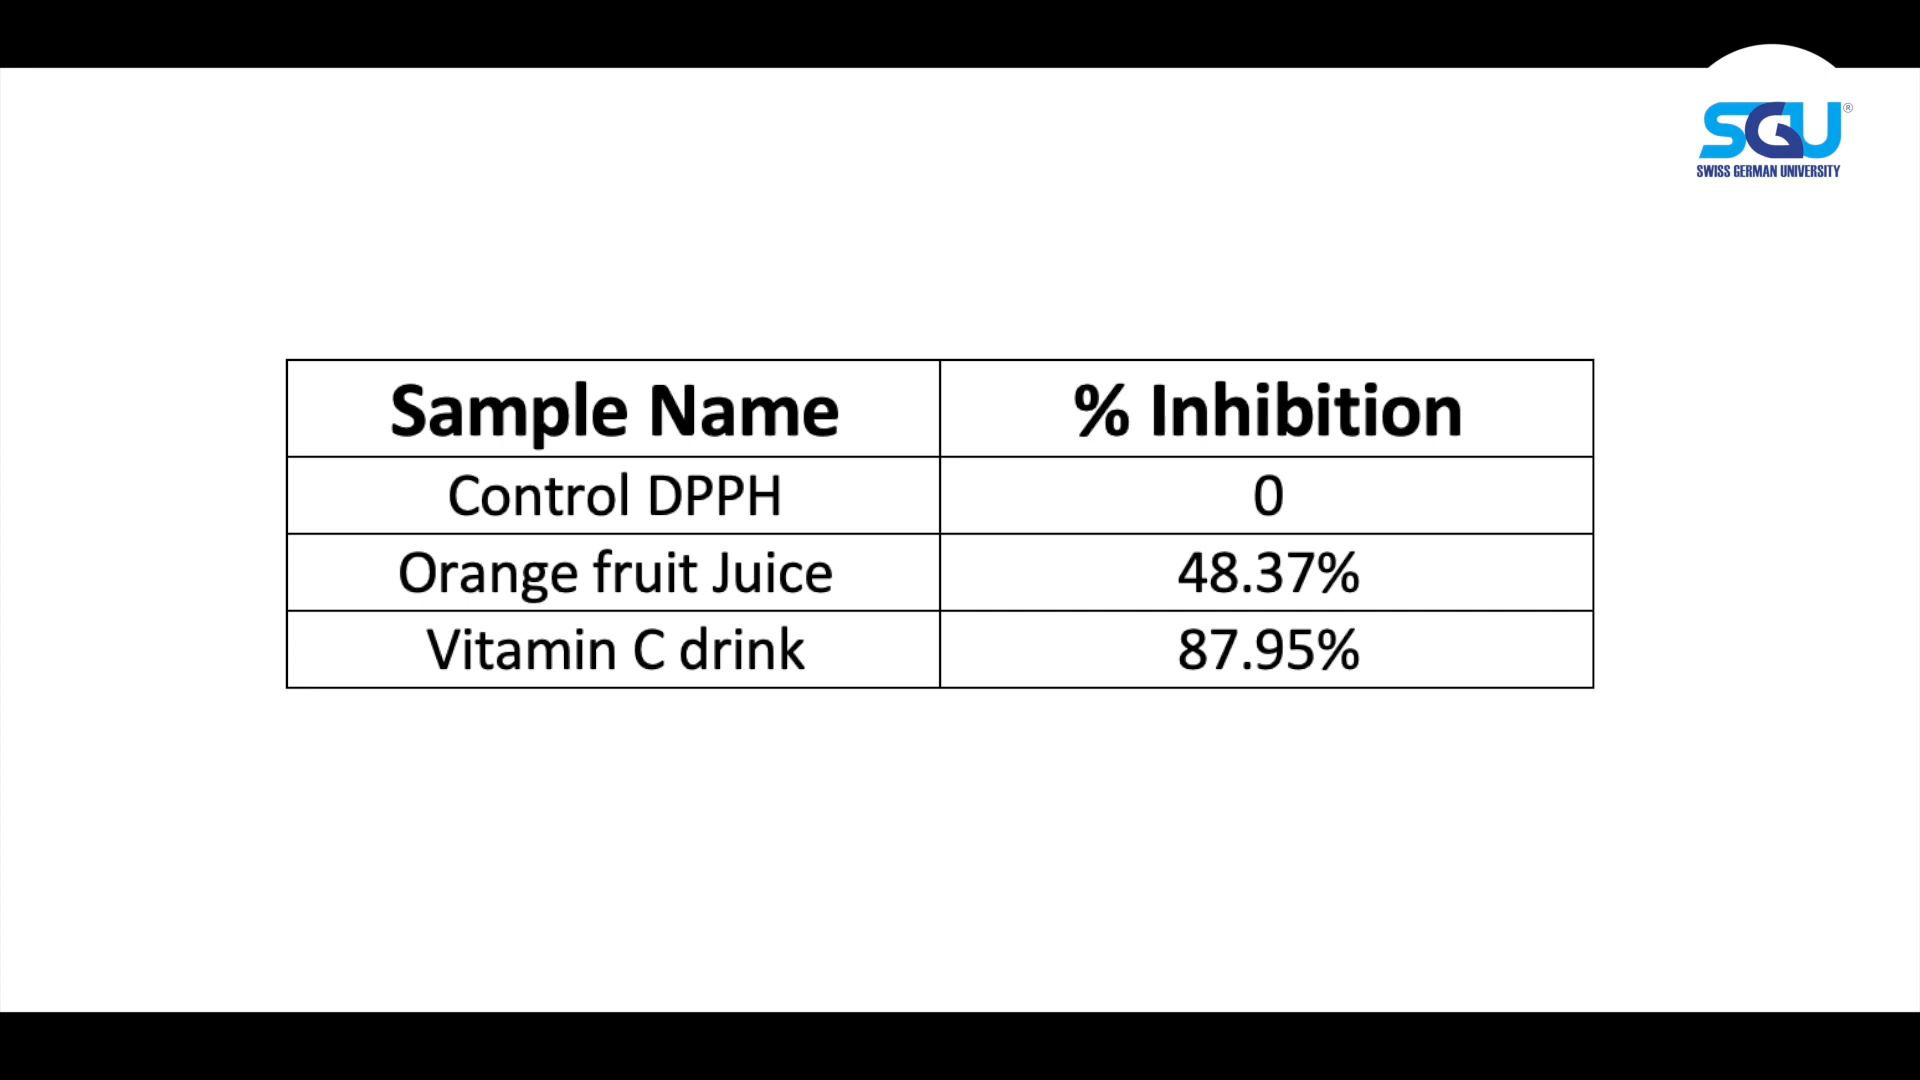 SGU®
SWISS GERMAN UNIVERSITY
Sample Name % Inhibition
Control DPPH 0
Orange fruit Juice 48.37%
Vitamin C drink 87.95%